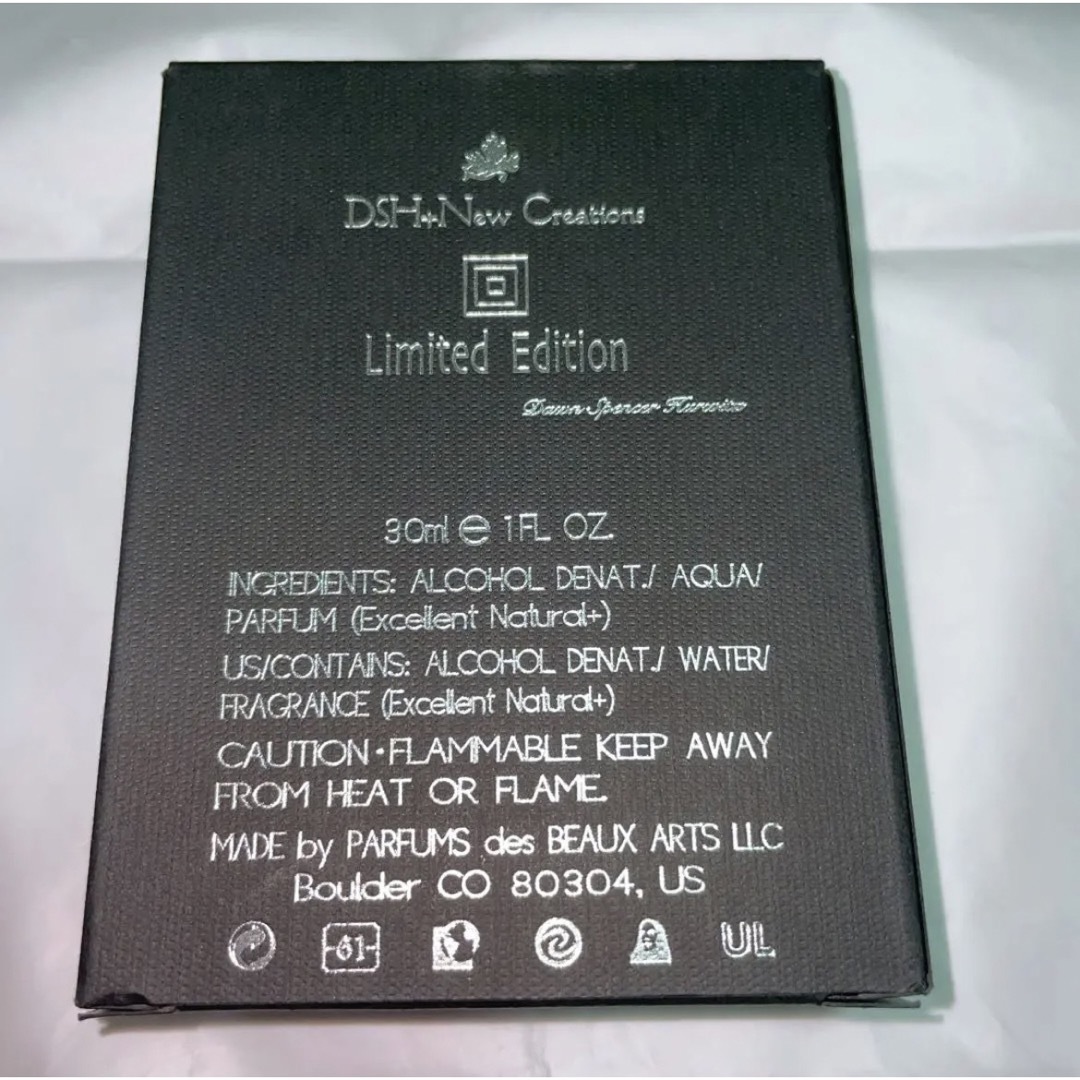 DSH+New Creations
Limited Edition
Dawn Spencer Hurwitz
30ml e 1FL OZ.
INGREDIENTS: ALCOHOL DENAT./ AQUA/
PARFUM (Excellent Natural+)
US/CONTAINS: ALCOHOL DENAT./ WATER/
FRAGRANCE (Excellent Natural+)
CAUTION·FLAMMABLE KEEP AWAY
FROM HEAT OR FLAME.
MADE by PARFUMS des BEAUX ARTS LLC
Boulder CO 80304, US
61 UL